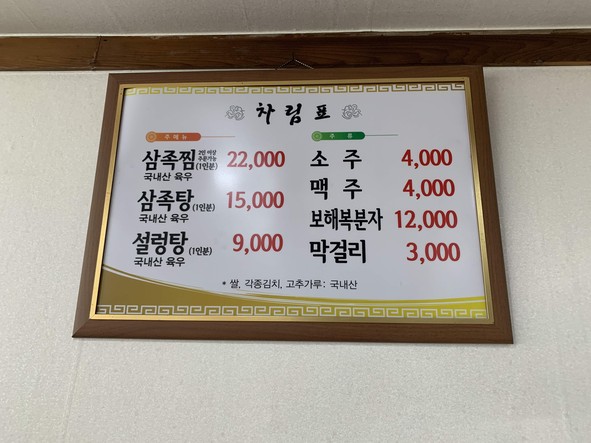 차림표
주메뉴
삼족찜 2인 이상 주문가능 (1인분) 22,000
국내산 육우
삼족탕 (1인분) 15,000
국내산 육우
설렁탕 (1인분) 9,000
국내산 육우
주류
소주 4,000
맥주 4,000
보해복분자 12,000
막걸리 3,000
* 쌀, 각종김치, 고추가루: 국내산